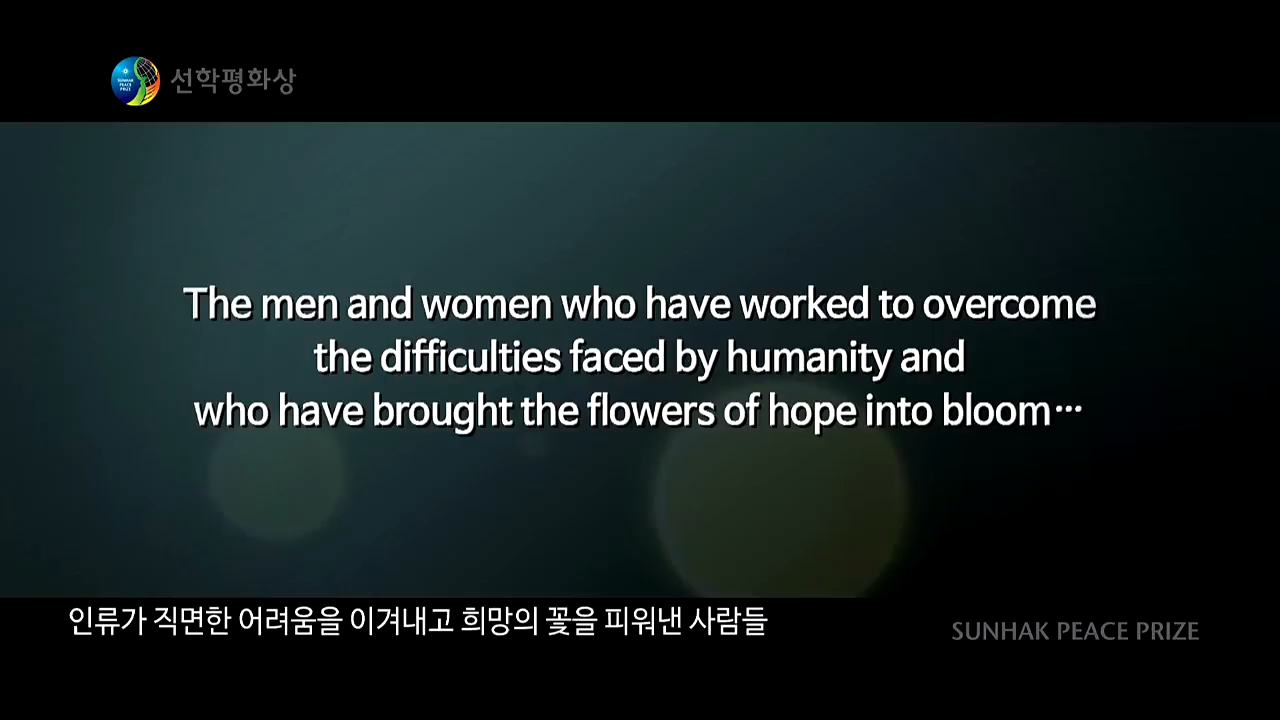 SUNHAK
PEACE
PRIZE
선학평화상
The men and women who have worked to overcome
the difficulties faced by humanity and
who have brought the flowers of hope into bloom⋯
인류가 직면한 어려움을 이겨내고 희망의 꽃을 피워낸 사람들
SUNHAK PEACE PRIZE